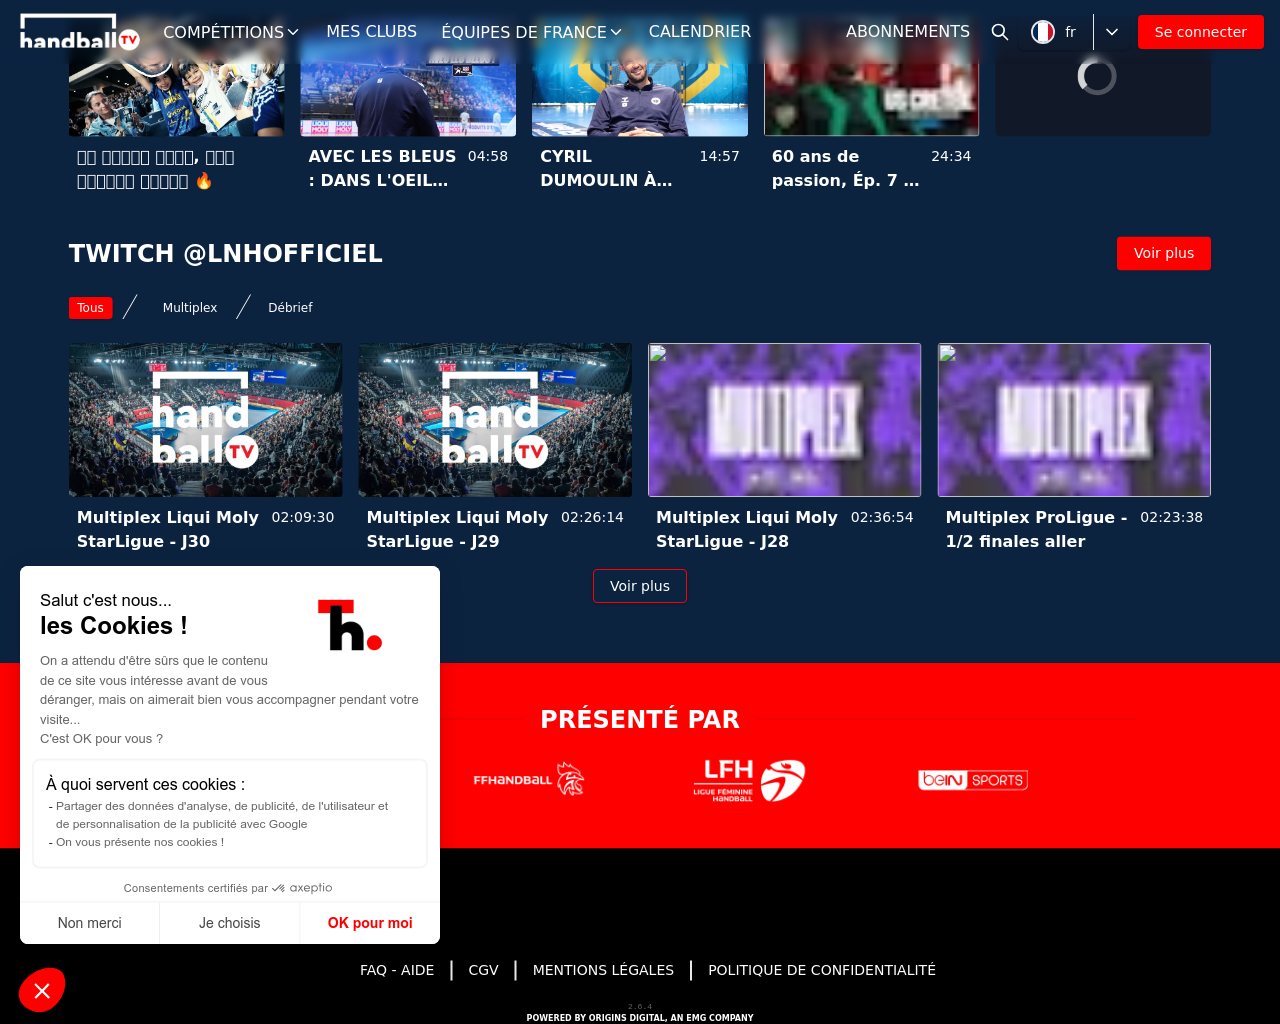 handball TV
COMPÉTITIONS
MES CLUBS
ÉQUIPES DE FRANCE
CALENDRIER
ABONNEMENTS
fr
Se connecter
🔥
AVEC LES BLEUS : DANS L'OEIL…
04:58
CYRIL DUMOULIN À…
14:57
60 ans de passion, Ép. 7 …
24:34
TWITCH @LNHOFFICIEL
Voir plus
Tous
Multiplex
Débrief
hand
ball TV
hand
ball TV
MULTIPLEX
MULTIPLEX
Multiplex Liqui Moly StarLigue - J30
02:09:30
Multiplex Liqui Moly StarLigue - J29
02:26:14
Multiplex Liqui Moly StarLigue - J28
02:36:54
Multiplex ProLigue - 1/2 finales aller
02:23:38
Voir plus
Salut c'est nous...
les Cookies !
Th.
On a attendu d'être sûrs que le contenu
de ce site vous intéresse avant de vous
déranger, mais on aimerait bien vous accompagner pendant votre
visite...
C'est OK pour vous ?
À quoi servent ces cookies :
- Partager des données d'analyse, de publicité, de l'utilisateur et
de personnalisation de la publicité avec Google
- On vous présente nos cookies !
Consentements certifiés par axeptio
Non merci
Je choisis
OK pour moi
PRÉSENTÉ PAR
FFHANDBALL
LFH
LIGUE FÉMININE
HANDBALL
beIN SPORTS
FAQ - AIDE
CGV
MENTIONS LÉGALES
POLITIQUE DE CONFIDENTIALITÉ
2.6.4
POWERED BY ORIGINS DIGITAL, AN EMG COMPANY